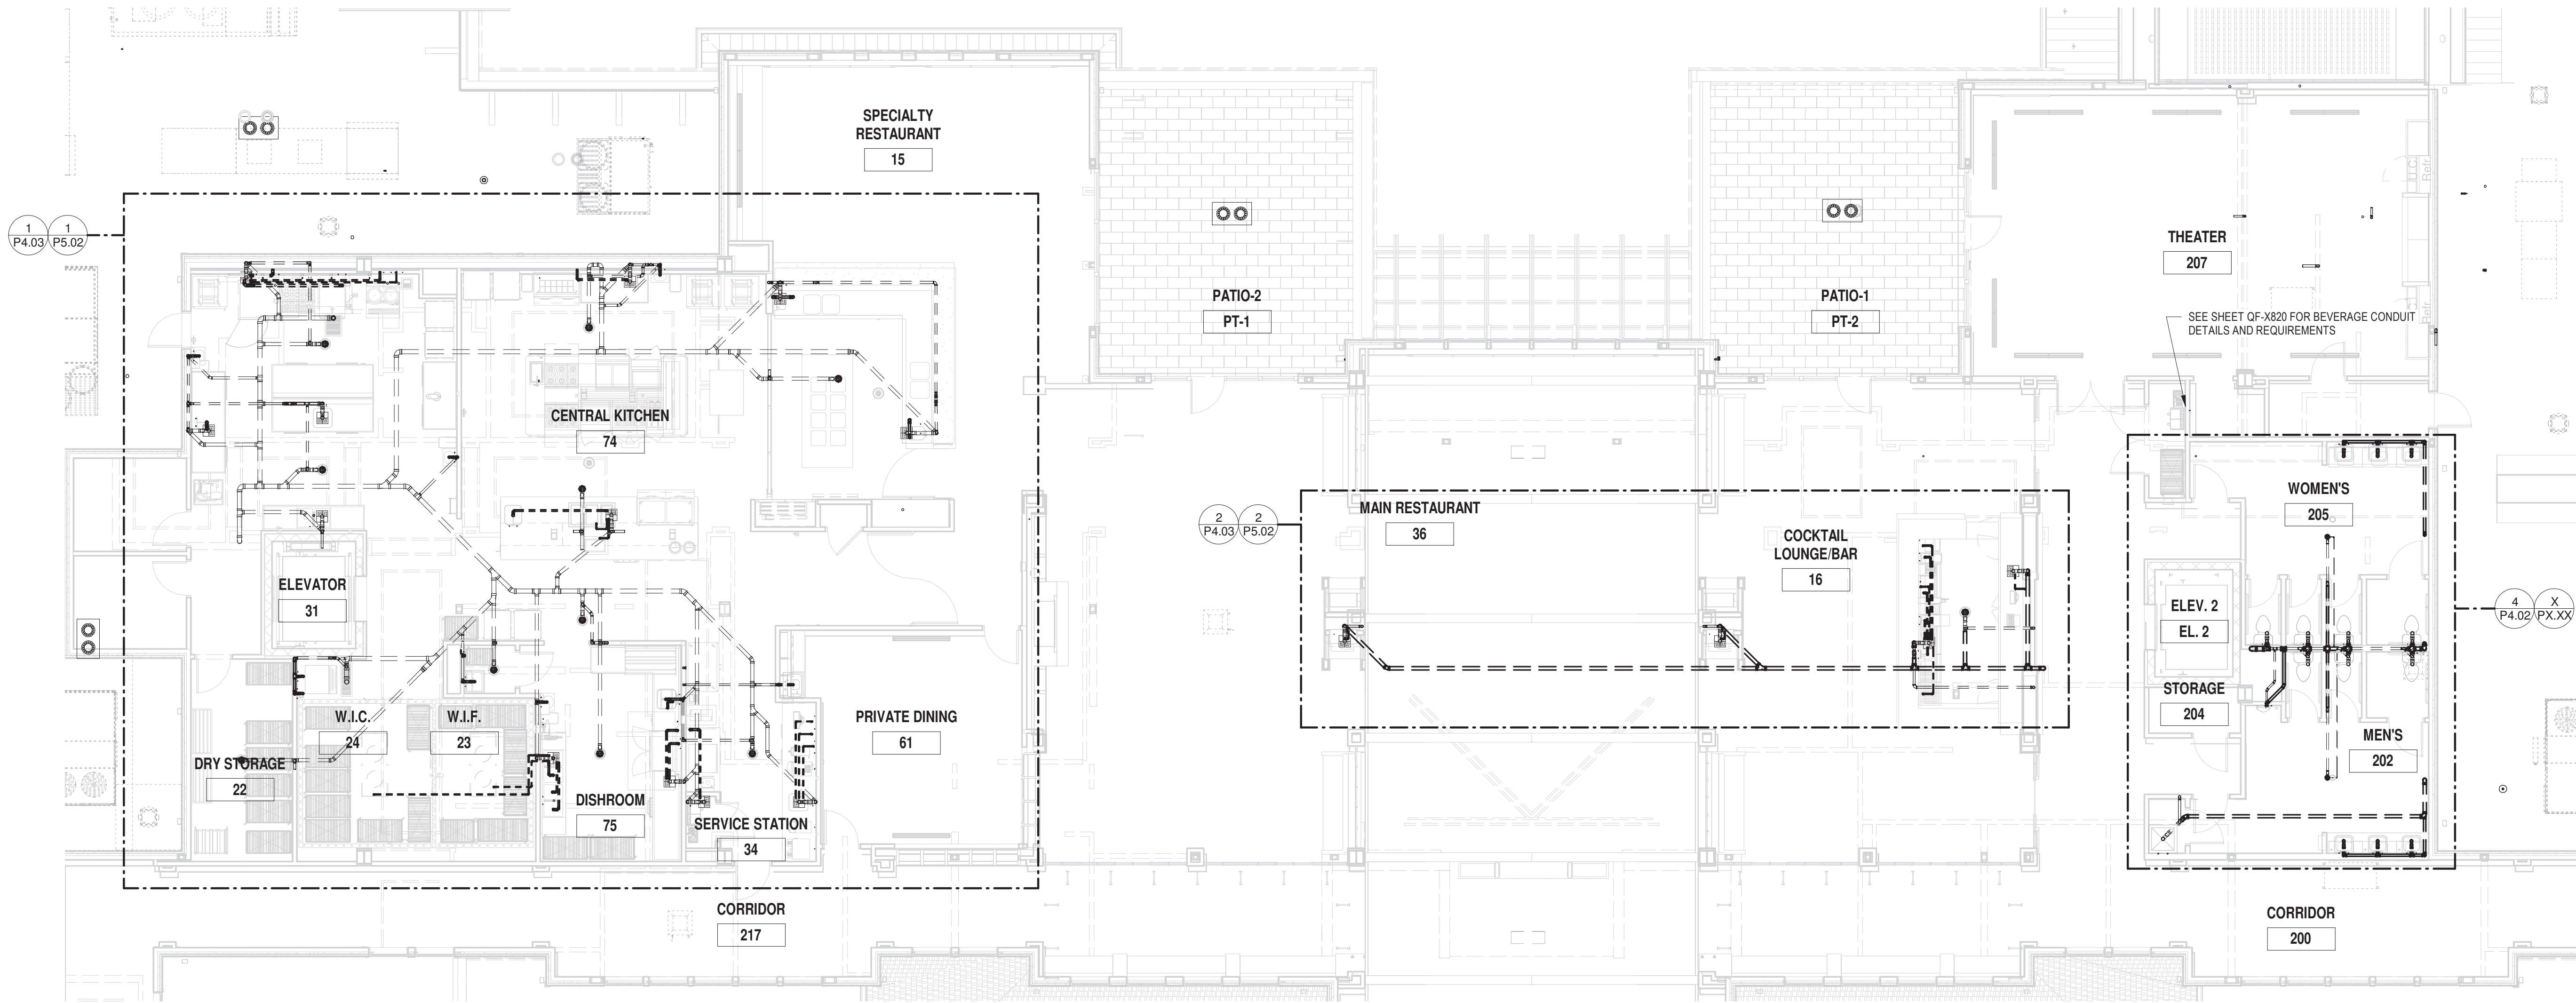 SPECIALTY
RESTAURANT
15
1
P4.03
1
P5.02
PATIO-2
PT-1
PATIO-1
PT-2
THEATER
207
Refr.
Refr.
SEE SHEET QF-X820 FOR BEVERAGE CONDUIT
DETAILS AND REQUIREMENTS
CENTRAL KITCHEN
74
ELEVATOR
31
2
P4.03
2
P5.02
MAIN RESTAURANT
36
COCKTAIL
LOUNGE/BAR
16
WOMEN'S
205
ELEV. 2
EL. 2
4
P4.02
X
PX.XX
STORAGE
204
MEN'S
202
W.I.C.
24
W.I.F.
23
PRIVATE DINING
61
DRY STORAGE
22
DISHROOM
75
SERVICE STATION
34
CORRIDOR
217
CORRIDOR
200